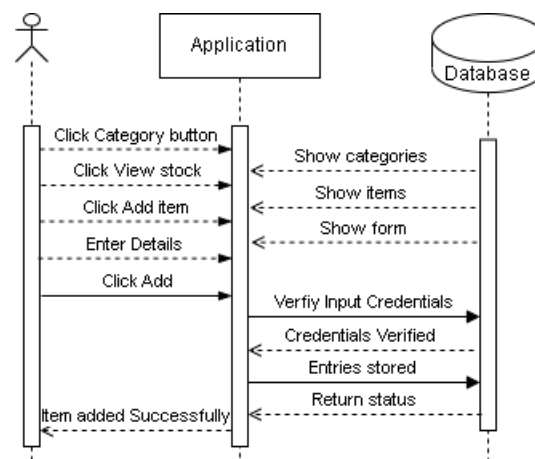 Application
Database
Click Category button
Show categories
Click View stock
Show items
Click Add item
Show form
Enter Details
Click Add
Verfiy Input Credentials
Credentials Verified
Entries stored
Return status
Item added Successfully